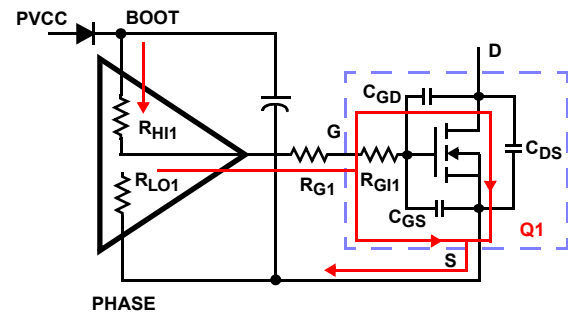 PVCC
BOOT
D
CGD
RHI1
G
CDS
RLO1
RG1
RGI1
CGS
Q1
S
PHASE